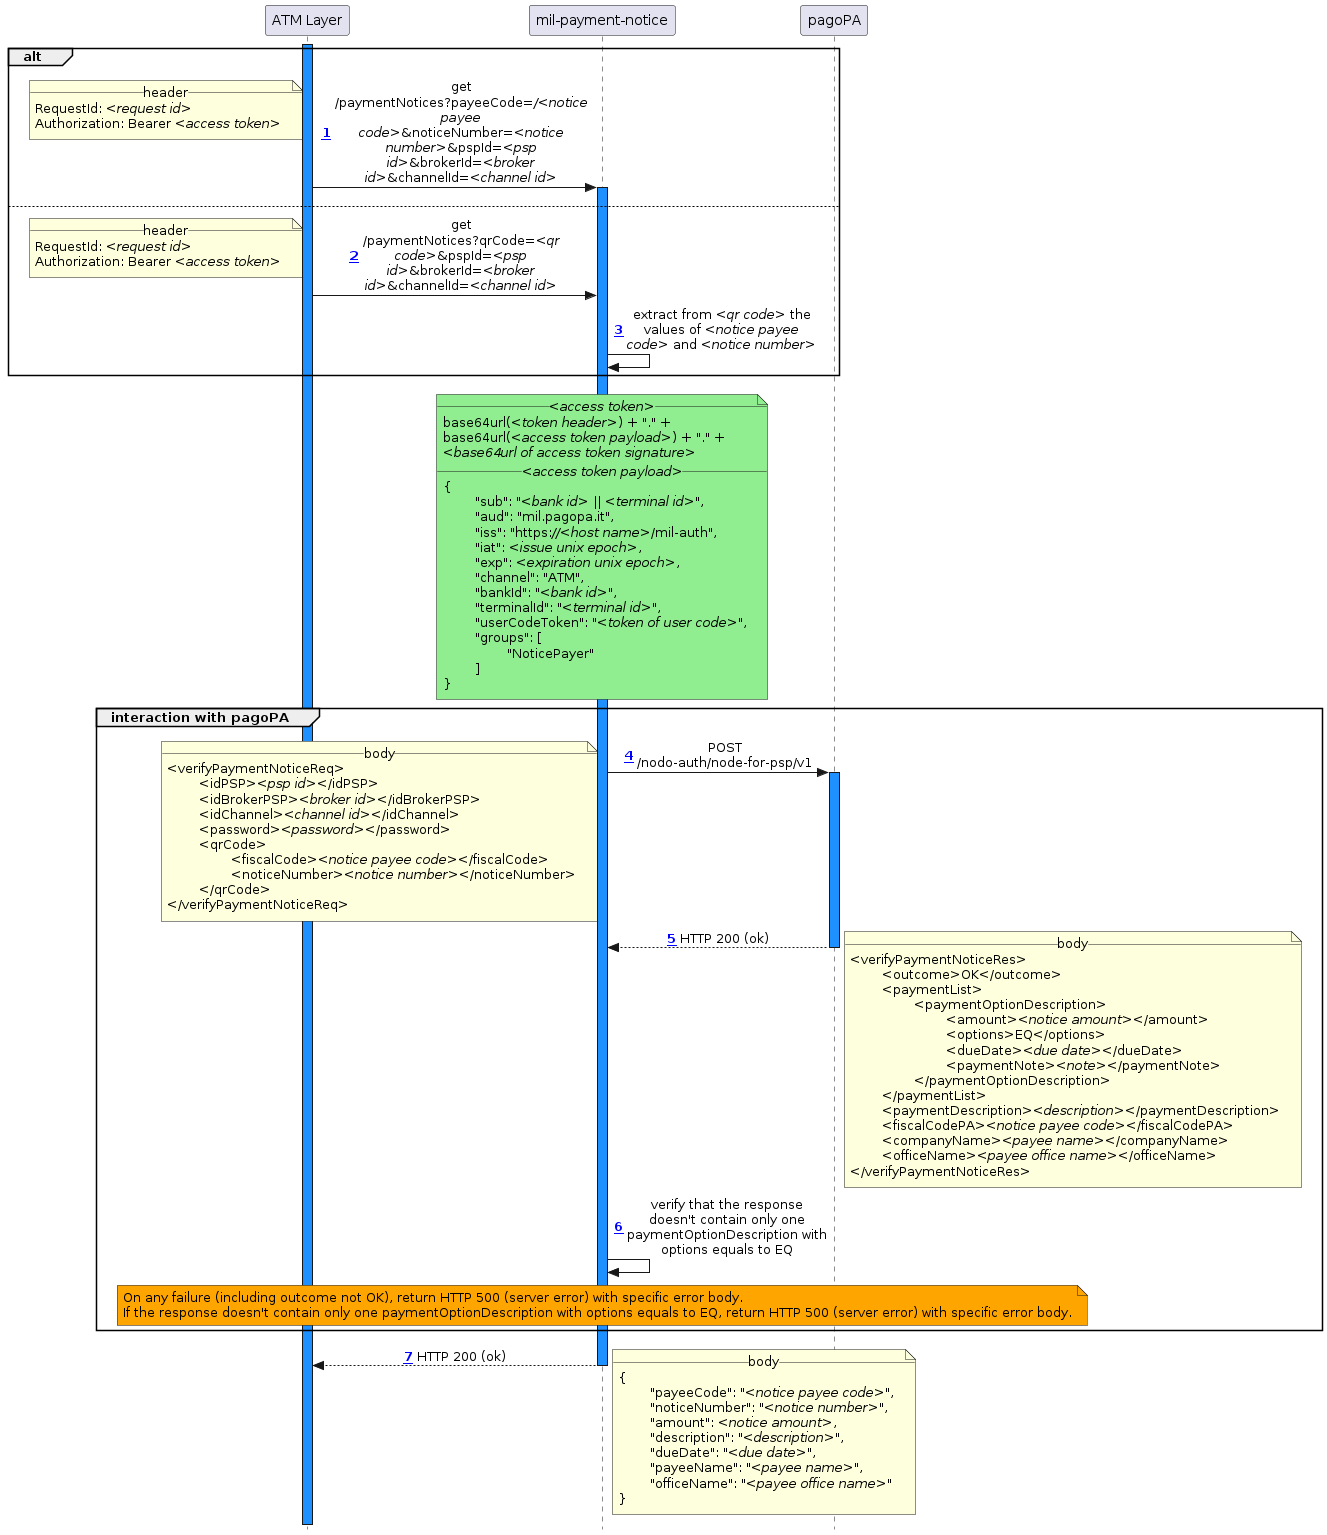 ATM Layer
mil-payment-notice
pagoPA
alt
header
RequestId: <request id>
Authorization: Bearer <access token>
1
get
/paymentNotices?payeeCode=/<notice
payee
code>&noticeNumber=<notice
number>&pspId=<psp
id>&brokerId=<broker
id>&channelId=<channel id>
header
RequestId: <request id>
Authorization: Bearer <access token>
2
get
/paymentNotices?qrCode=<qr
code>&pspId=<psp
id>&brokerId=<broker
id>&channelId=<channel id>
3
extract from <qr code> the
values of <notice payee
code> and <notice number>
<access token>
base64url(<token header>) + "." +
base64url(<access token payload>) + "." +
<base64url of access token signature>
<access token payload>
{
"sub": "<bank id> || <terminal id>",
"aud": "mil.pagopa.it",
"iss": "https://<host name>/mil-auth",
"iat": <issue unix epoch>,
"exp": <expiration unix epoch>,
"channel": "ATM",
"bankId": "<bank id>",
"terminalId": "<terminal id>",
"userCodeToken": "<token of user code>",
"groups": [
"NoticePayer"
]
}
interaction with pagoPA
body
<verifyPaymentNoticeReq>
<idPSP><psp id></idPSP>
<idBrokerPSP><broker id></idBrokerPSP>
<idChannel><channel id></idChannel>
<password><password></password>
<qrCode>
<fiscalCode><notice payee code></fiscalCode>
<noticeNumber><notice number></noticeNumber>
</qrCode>
</verifyPaymentNoticeReq>
4
POST
/nodo-auth/node-for-psp/v1
5 HTTP 200 (ok)
body
<verifyPaymentNoticeRes>
<outcome>OK</outcome>
<paymentList>
<paymentOptionDescription>
<amount><notice amount></amount>
<options>EQ</options>
<dueDate><due date></dueDate>
<paymentNote><note></paymentNote>
</paymentOptionDescription>
</paymentList>
<paymentDescription><description></paymentDescription>
<fiscalCodePA><notice payee code></fiscalCodePA>
<companyName><payee name></companyName>
<officeName><payee office name></officeName>
</verifyPaymentNoticeRes>
6
verify that the response
doesn't contain only one
paymentOptionDescription with
options equals to EQ
On any failure (including outcome not OK), return HTTP 500 (server error) with specific error body.
If the response doesn't contain only one paymentOptionDescription with options equals to EQ, return HTTP 500 (server error) with specific error body.
7 HTTP 200 (ok)
body
{
"payeeCode": "<notice payee code>",
"noticeNumber": "<notice number>",
"amount": <notice amount>,
"description": "<description>",
"dueDate": "<due date>",
"payeeName": "<payee name>",
"officeName": "<payee office name>"
}